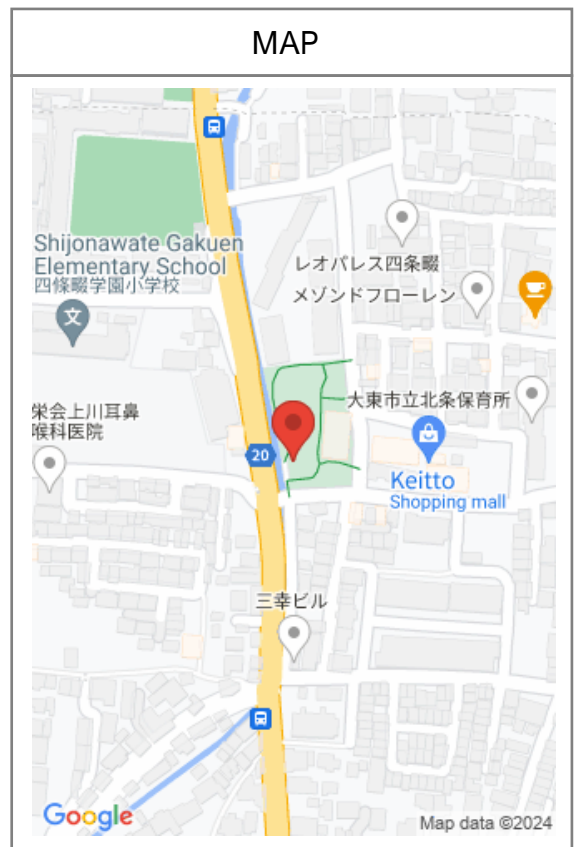 MAP
Shijonawate Gakuen
Elementary School
四條畷学園小学校
文
レオパレス四条畷
メゾンドフローレン
大東市立北条保育所
栄会上川耳鼻
喉科医院
20
Keitto
Shopping mall
三幸ビル
Google
Map data ©2024